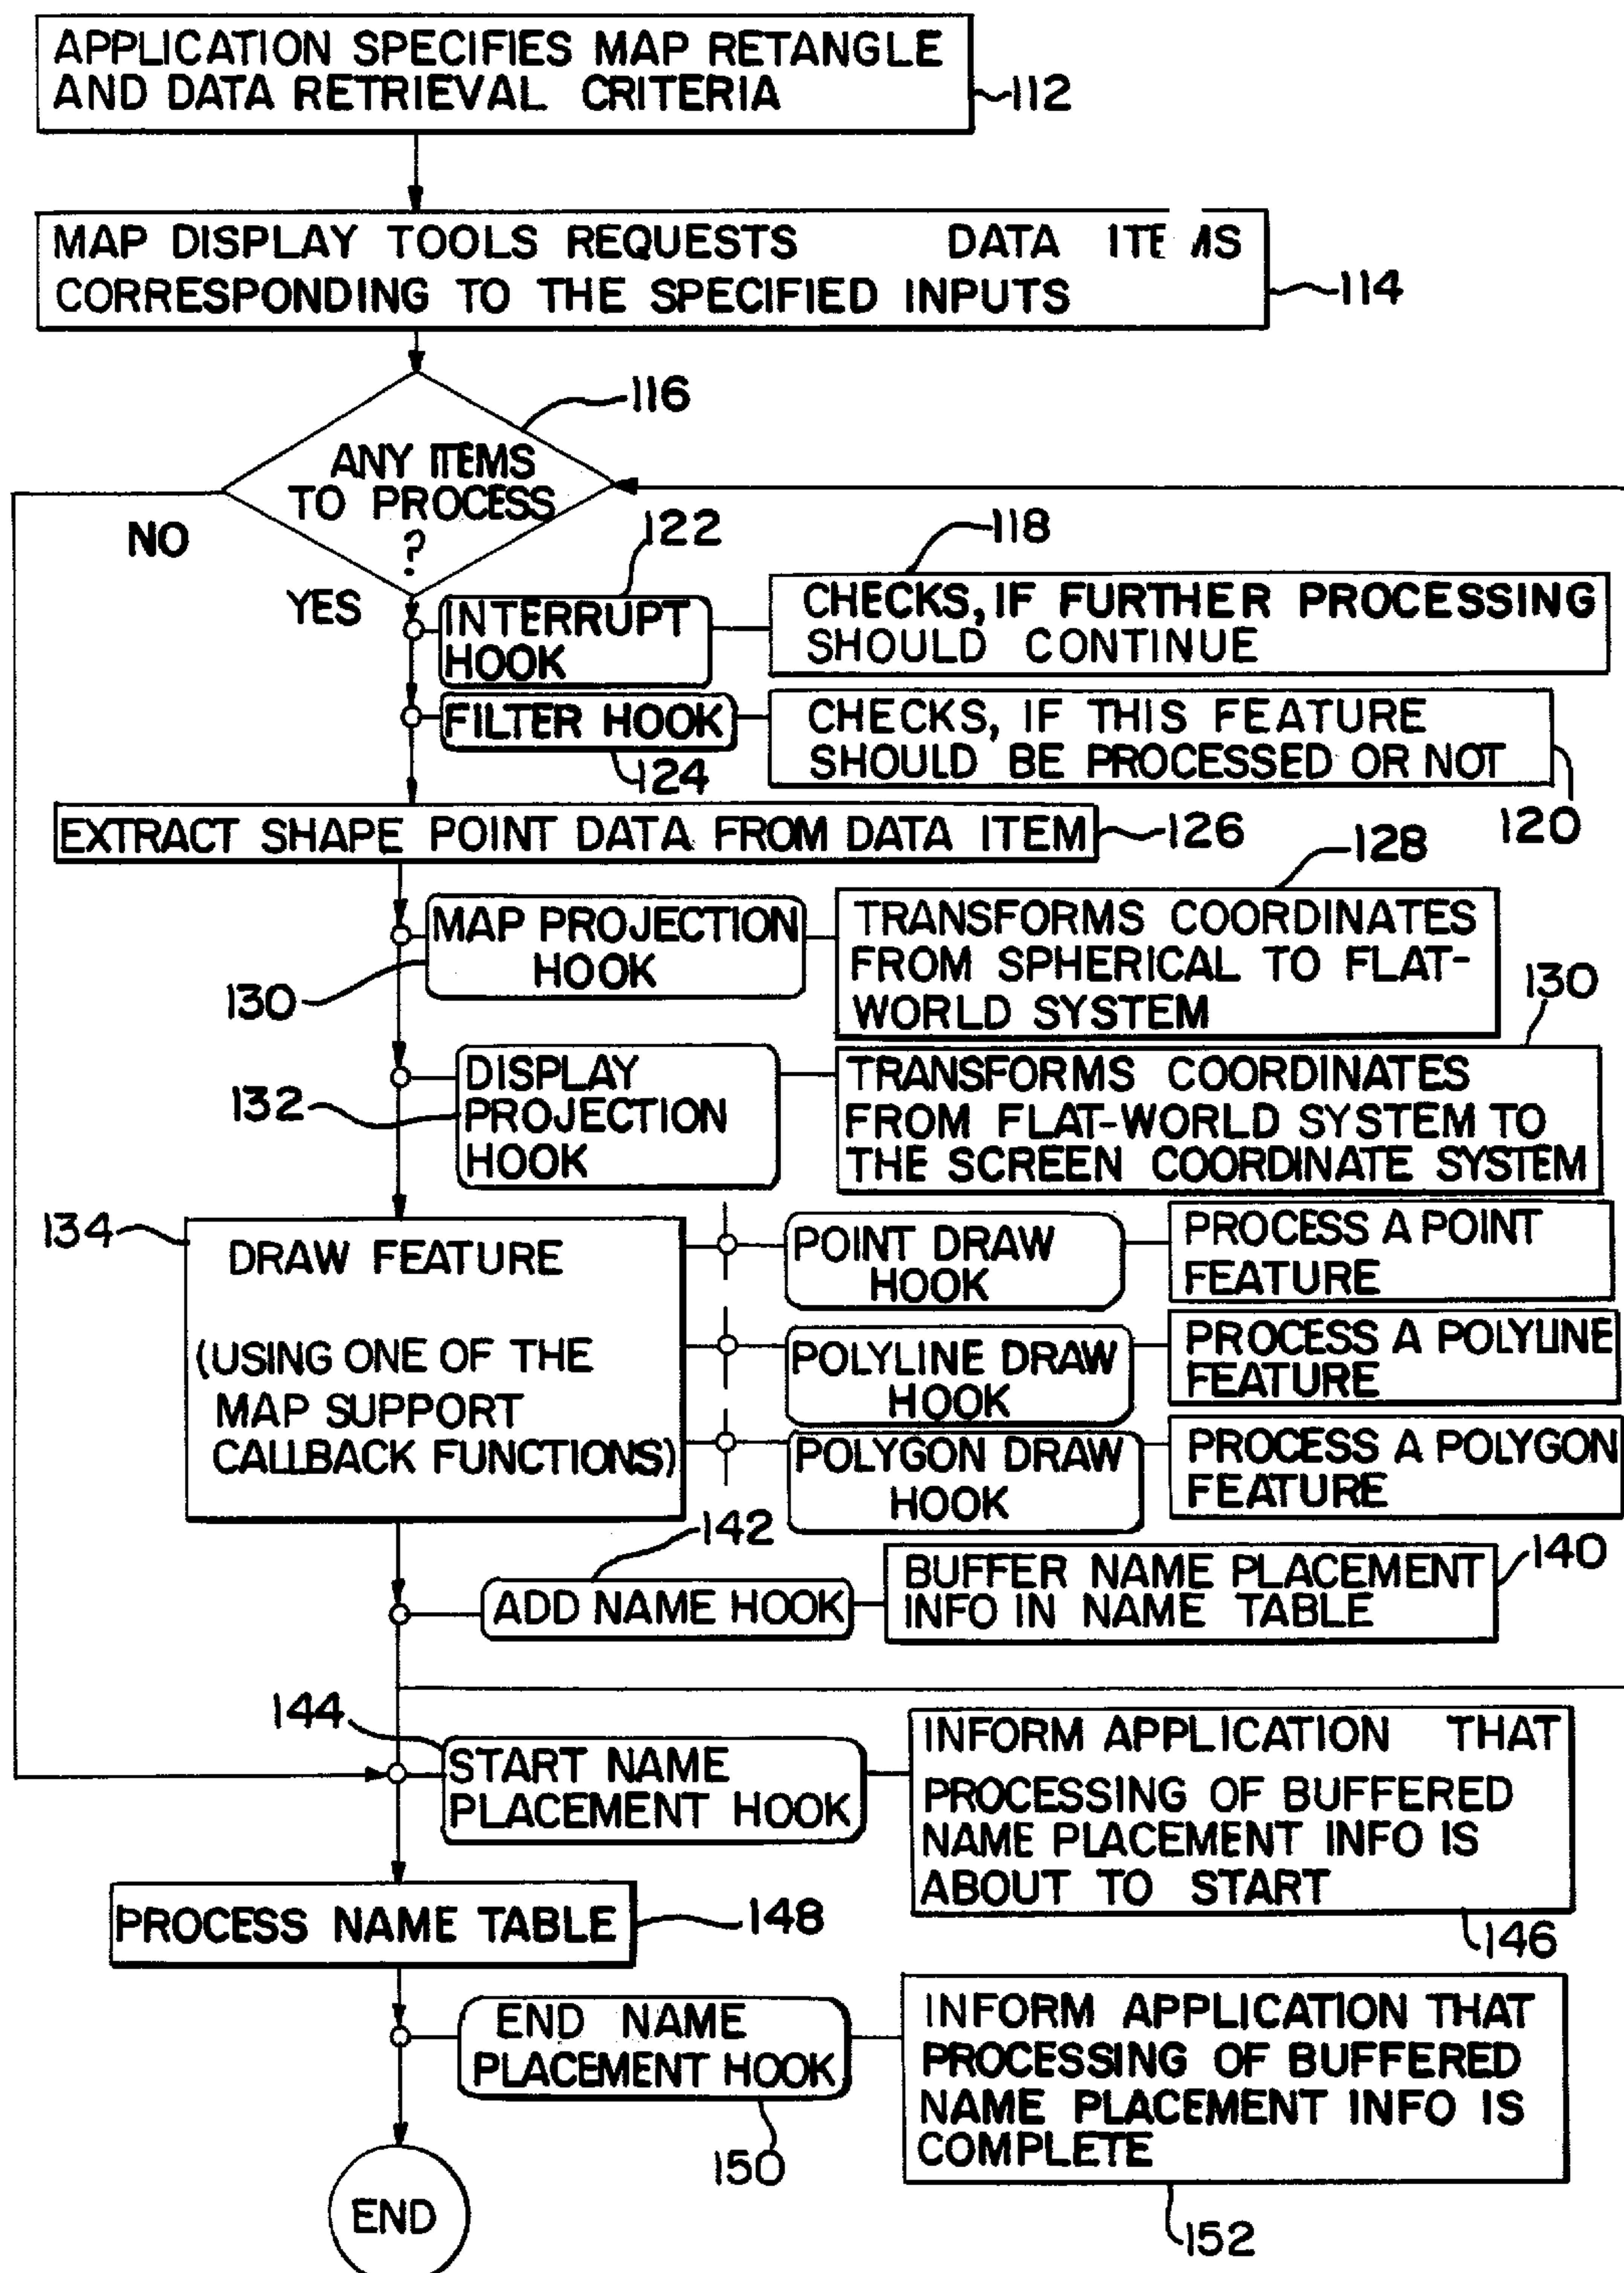 APPLICATION SPECIFIES MAP RETANGLE
AND DATA RETRIEVAL CRITERIA
112
MAP DISPLAY TOOLS REQUESTS DATA ITEMS
CORRESPONDING TO THE SPECIFIED INPUTS
114
116
ANY ITEMS
TO PROCESS
?
NO
YES
122
INTERRUPT
HOOK
118
CHECKS, IF FURTHER PROCESSING
SHOULD CONTINUE
FILTER HOOK
124
CHECKS, IF THIS FEATURE
SHOULD BE PROCESSED OR NOT
120
EXTRACT SHAPE POINT DATA FROM DATA ITEM
126
128
MAP PROJECTION
HOOK
130
TRANSFORMS COORDINATES
FROM SPHERICAL TO FLAT-
WORLD SYSTEM
130
DISPLAY
PROJECTION
HOOK
132
TRANSFORMS COORDINATES
FROM FLAT-WORLD SYSTEM TO
THE SCREEN COORDINATE SYSTEM
134
DRAW FEATURE
(USING ONE OF THE
MAP SUPPORT
CALLBACK FUNCTIONS)
POINT DRAW
HOOK
PROCESS A POINT
FEATURE
POLYLINE DRAW
HOOK
PROCESS A POLYLINE
FEATURE
POLYGON DRAW
HOOK
PROCESS A POLYGON
FEATURE
142
ADD NAME HOOK
BUFFER NAME PLACEMENT
INFO IN NAME TABLE
140
144
START NAME
PLACEMENT HOOK
INFORM APPLICATION THAT
PROCESSING OF BUFFERED
NAME PLACEMENT INFO IS
ABOUT TO START
146
PROCESS NAME TABLE
148
END NAME
PLACEMENT HOOK
150
INFORM APPLICATION THAT
PROCESSING OF BUFFERED
NAME PLACEMENT INFO IS
COMPLETE
152
END